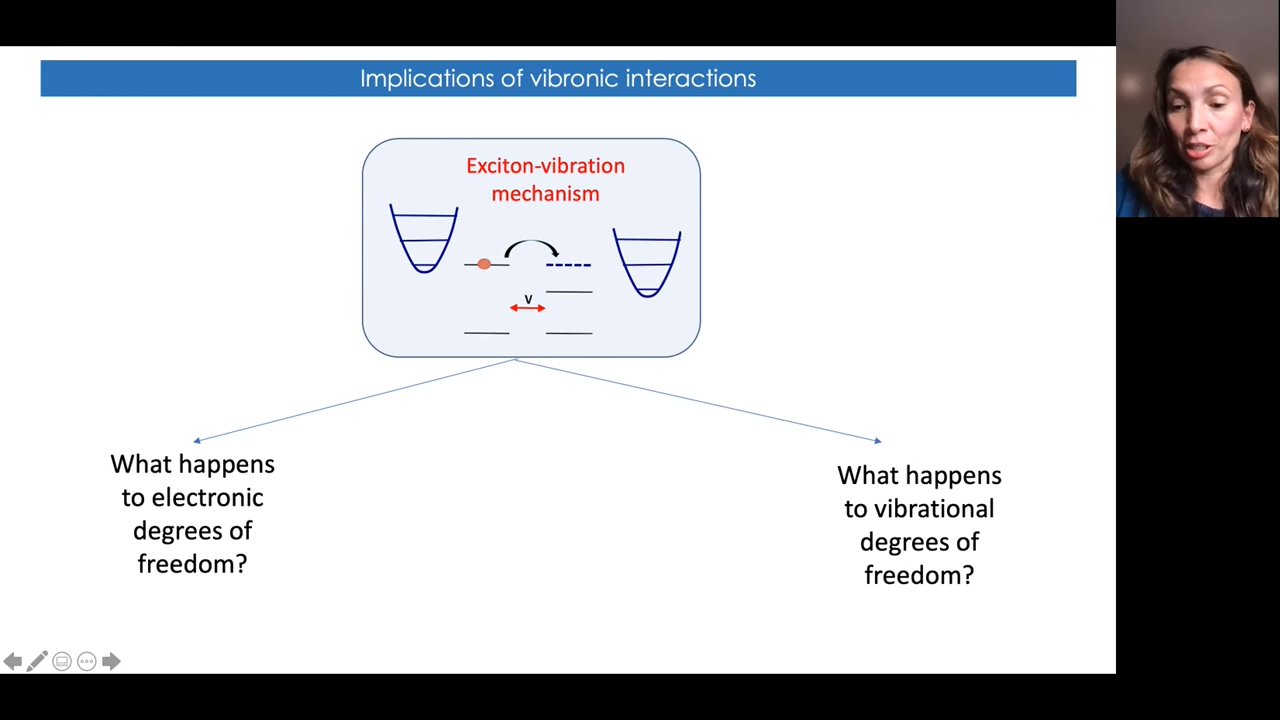 Implications of vibronic interactions
Exciton-vibration
mechanism
v
What happens
to electronic
degrees of
freedom?
What happens
to vibrational
degrees of
freedom?